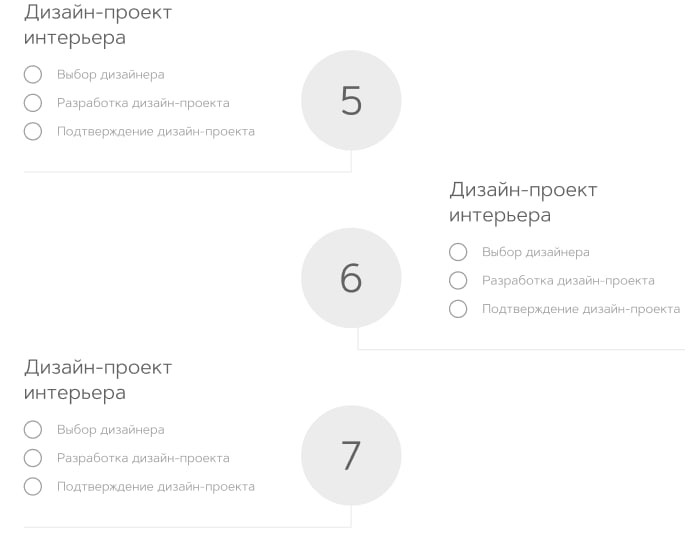 Дизайн-проект
интерьера
Выбор дизайнера
Разработка дизайн-проекта
Подтверждение дизайн-проекта
5
Дизайн-проект
интерьера
6
Выбор дизайнера
Разработка дизайн-проекта
Подтверждение дизайн-проекта
Дизайн-проект
интерьера
Выбор дизайнера
Разработка дизайн-проекта
Подтверждение дизайн-проекта
7